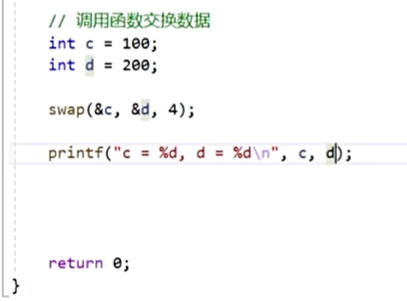 // 调用函数交换数据
int c = 100;
int d = 200;
swap(&c, &d, 4);
printf("c = %d, d = %d\n", c, d);
return 0;
}